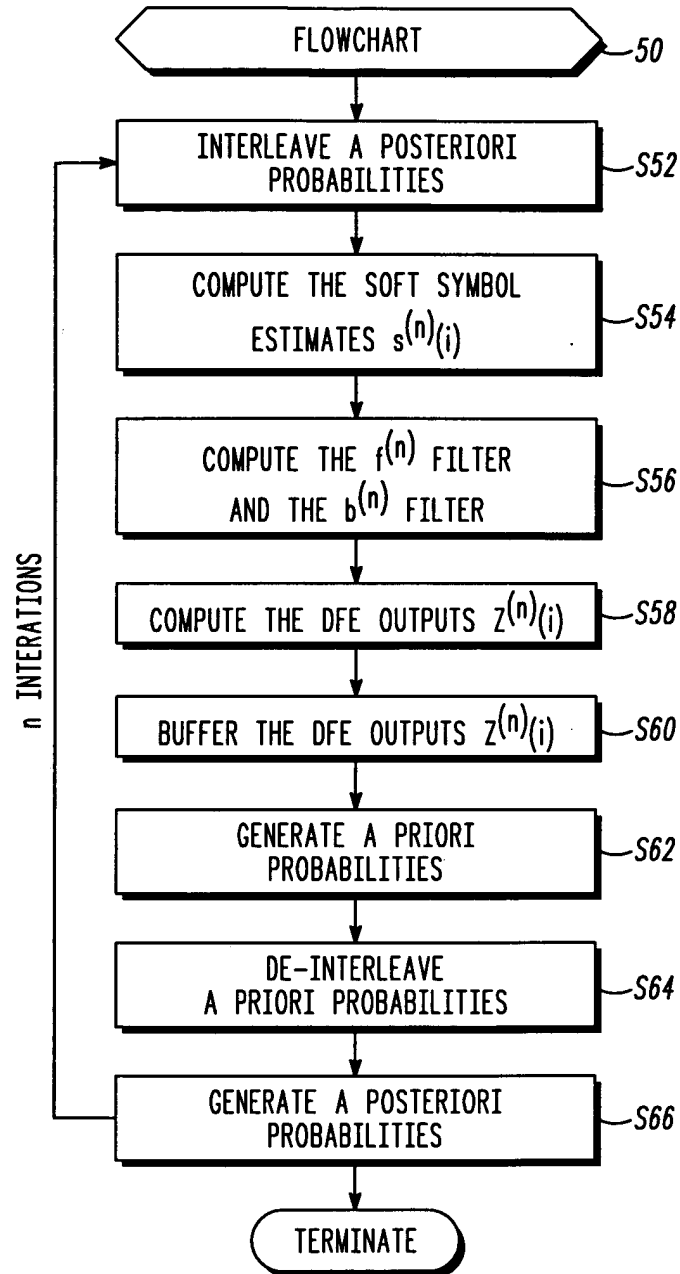 FLOWCHART
50
INTERLEAVE A POSTERIORI
PROBABILITIES
S52
COMPUTE THE SOFT SYMBOL
ESTIMATES s^(n)(i)
S54
COMPUTE THE f^(n) FILTER
AND THE b^(n) FILTER
S56
COMPUTE THE DFE OUTPUTS Z^(n)(i)
S58
BUFFER THE DFE OUTPUTS Z^(n)(i)
S60
GENERATE A PRIORI
PROBABILITIES
S62
DE-INTERLEAVE
A PRIORI PROBABILITIES
S64
GENERATE A POSTERIORI
PROBABILITIES
S66
TERMINATE
n INTERATIONS